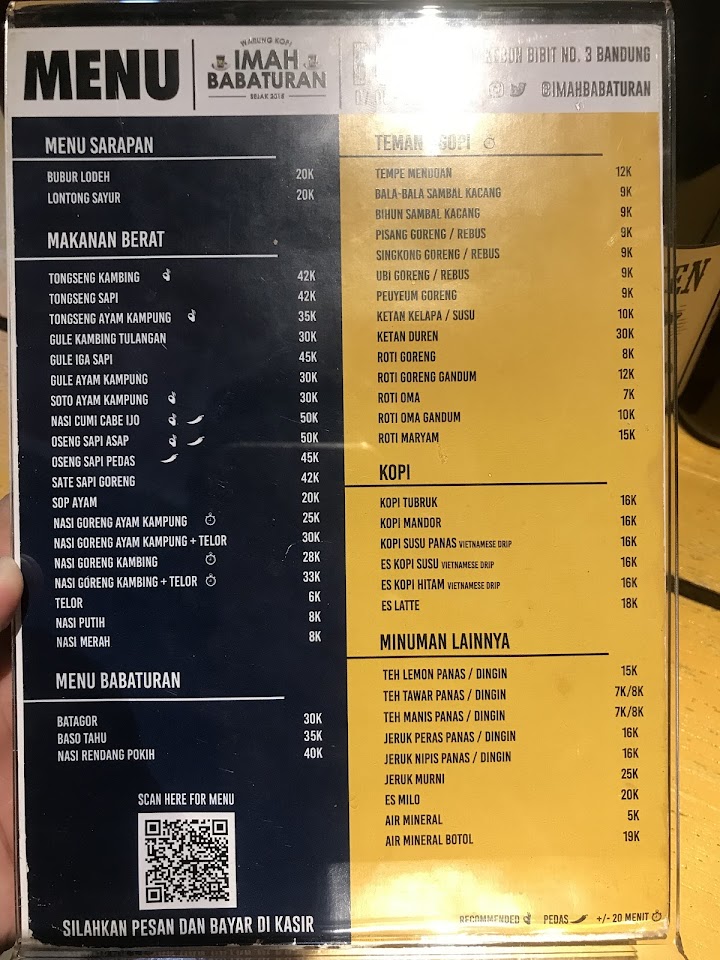 MENU
WARUNG KOPI
IMAH
BABATURAN
SEJAK 2015
BIBIT NO. 3 BANDUNG
@IMAHBABATURAN
MENU SARAPAN
BUBUR LODEH 20K
LONTONG SAYUR 20K
MAKANAN BERAT
TONGSENG KAMBING 42K
TONGSENG SAPI 42K
TONGSENG AYAM KAMPUNG 35K
GULE KAMBING TULANGAN 30K
GULE IGA SAPI 45K
GULE AYAM KAMPUNG 30K
SOTO AYAM KAMPUNG 30K
NASI CUMI CABE IJO 50K
OSENG SAPI ASAP 50K
OSENG SAPI PEDAS 45K
SATE SAPI GORENG 42K
SOP AYAM 20K
NASI GORENG AYAM KAMPUNG 25K
NASI GORENG AYAM KAMPUNG + TELOR 30K
NASI GORENG KAMBING 28K
NASI GORENG KAMBING + TELOR 33K
TELOR 6K
NASI PUTIH 8K
NASI MERAH 8K
MENU BABATURAN
BATAGOR 30K
BASO TAHU 35K
NASI RENDANG POKIH 40K
SCAN HERE FOR MENU
SILAHKAN PESAN DAN BAYAR DI KASIR
TEMAN KOPI
TEMPE MENDOAN 12K
BALA-BALA SAMBAL KACANG 9K
BIHUN SAMBAL KACANG 9K
PISANG GORENG / REBUS 9K
SINGKONG GORENG / REBUS 9K
UBI GORENG / REBUS 9K
PEUYEUM GORENG 9K
KETAN KELAPA / SUSU 10K
KETAN DUREN 30K
ROTI GORENG 8K
ROTI GORENG GANDUM 12K
ROTI OMA 7K
ROTI OMA GANDUM 10K
ROTI MARYAM 15K
KOPI
KOPI TUBRUK 16K
KOPI MANDOR 16K
KOPI SUSU PANAS VIETNAMESE DRIP 16K
ES KOPI SUSU VIETNAMESE DRIP 16K
ES KOPI HITAM VIETNAMESE DRIP 16K
ES LATTE 18K
MINUMAN LAINNYA
TEH LEMON PANAS / DINGIN 15K
TEH TAWAR PANAS / DINGIN 7K/8K
TEH MANIS PANAS / DINGIN 7K/8K
JERUK PERAS PANAS / DINGIN 16K
JERUK NIPIS PANAS / DINGIN 16K
JERUK MURNI 25K
ES MILO 20K
AIR MINERAL 5K
AIR MINERAL BOTOL 19K
RECOMMENDED PEDAS +/- 20 MENIT